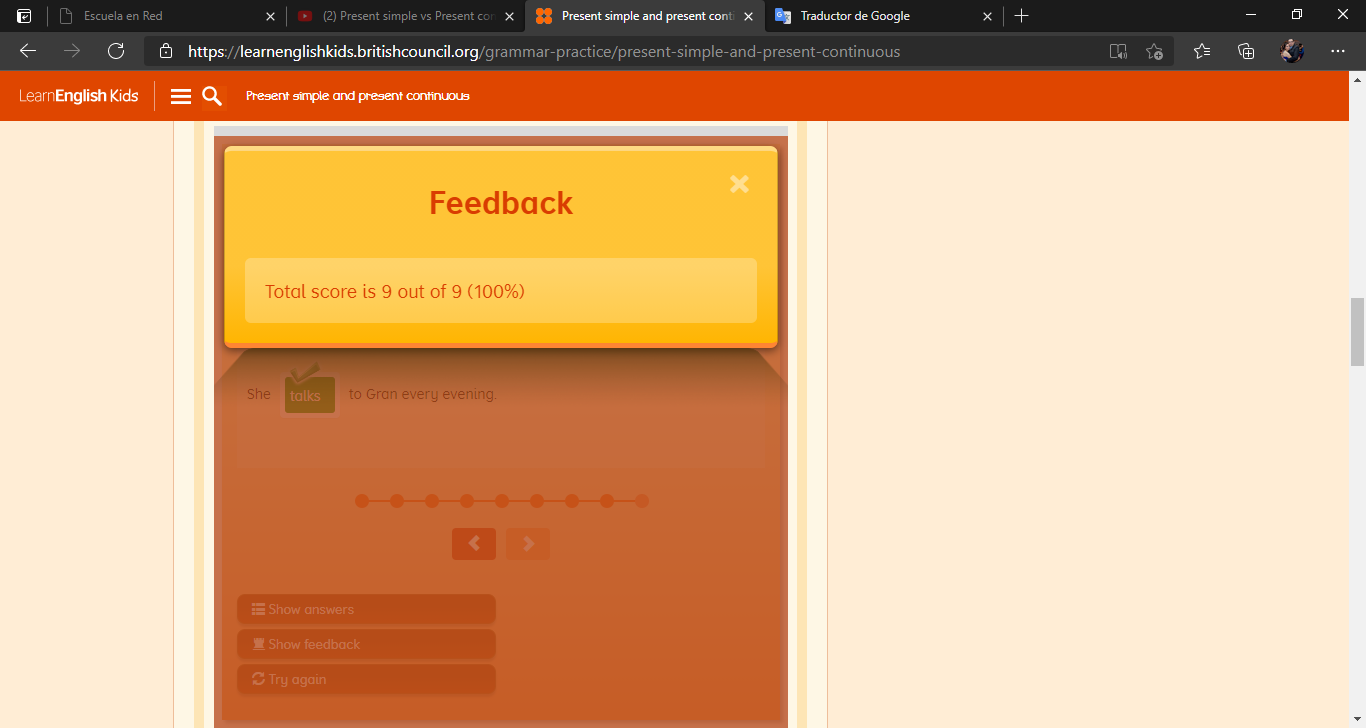 Escuela en Red
(2) Present simple vs Present con
Present simple and present conti
Traductor de Google
https://learnenglishkids.britishcouncil.org/grammar-practice/present-simple-and-present-continuous
LearnEnglish Kids
Present simple and present continuous
Feedback
Total score is 9 out of 9 (100%)
She talks to Gran every evening.
Show answers
Show feedback
Try again